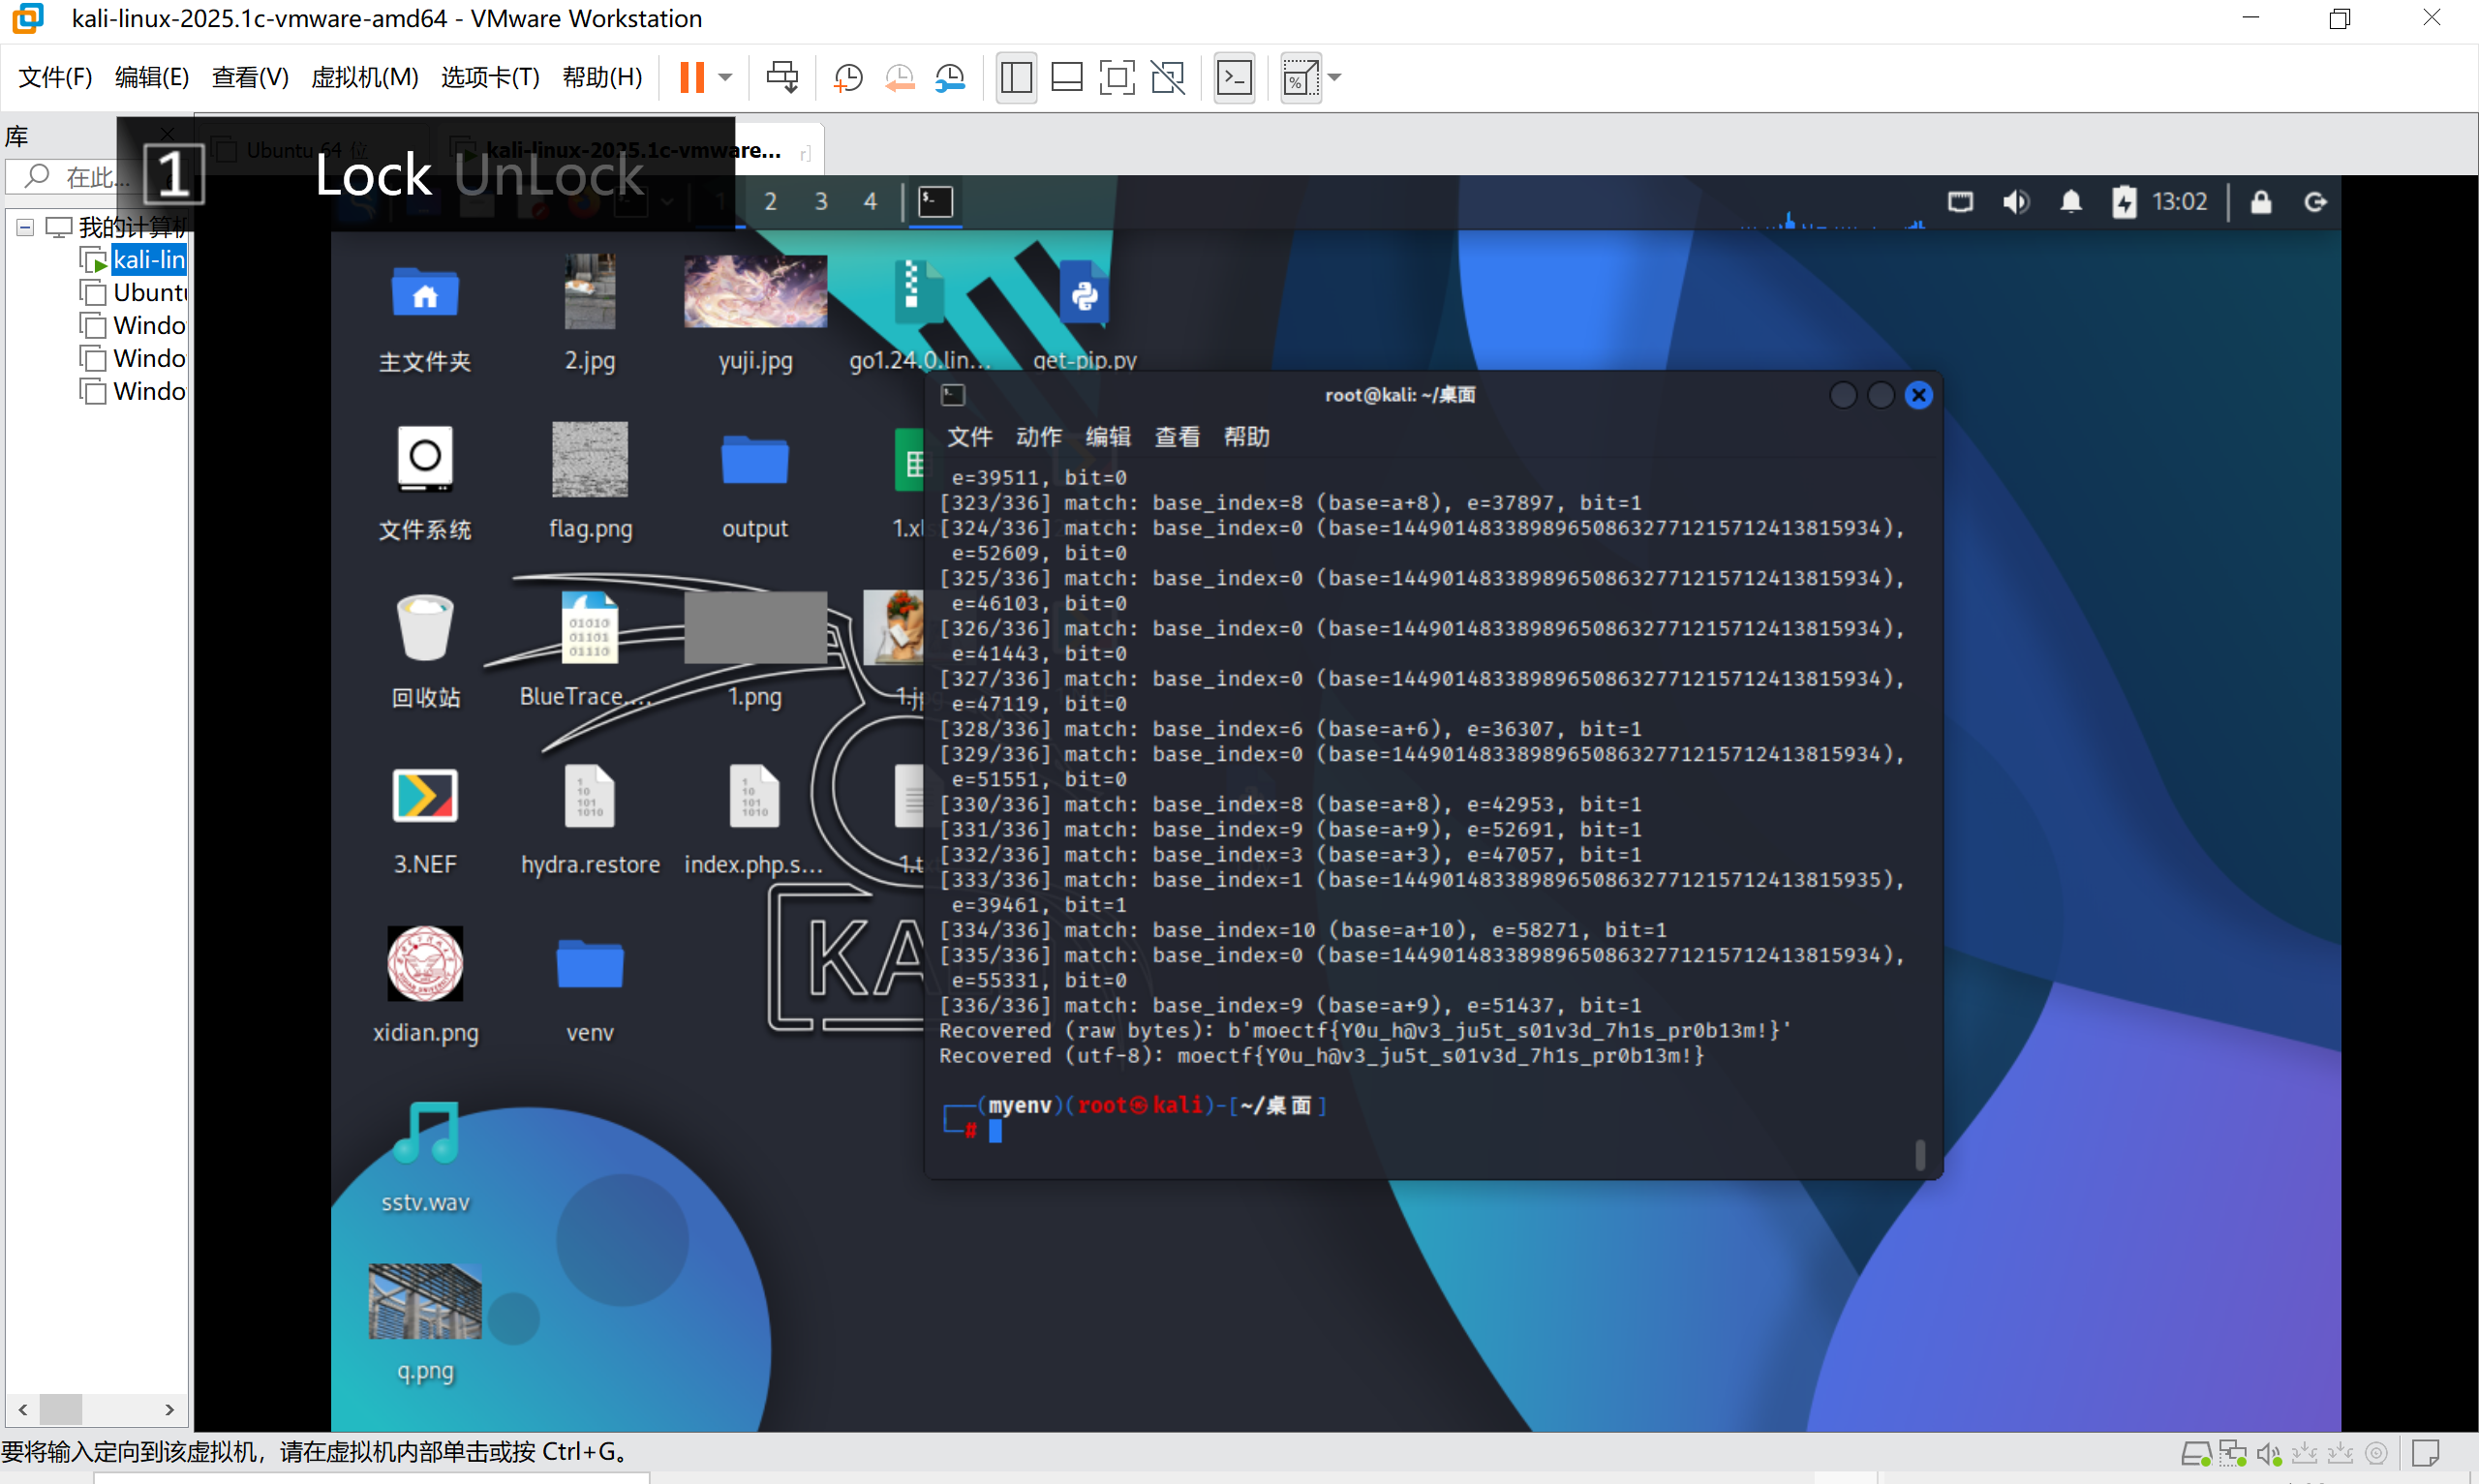 kali-linux-2025.1c-vmware-amd64 - VMware Workstation
文件(F) 编辑(E) 查看(V) 虚拟机(M) 选项卡(T) 帮助(H)
库
在此...
1 Lock UnLock
Ubuntu 64 位
kali-linux-2025.1c-vmware...
我的计算机
kali-lin
Ubuntu
Windo
Windo
Windo
1 2 3 4
13:02
主文件夹 2.jpg yuji.jpg go1.24.0.lin... get-pip.py
文件系统 flag.png output 1.xls
回收站 BlueTrace.... 1.png 1.jpg
3.NEF hydra.restore index.php.s... 1.txt
xidian.png venv
sstv.wav
q.png
KA
root@kali: ~/桌面
文件 动作 编辑 查看 帮助
e=39511, bit=0
[323/336] match: base_index=8 (base=a+8), e=37897, bit=1
[324/336] match: base_index=0 (base=144901483389896508632771215712413815934),
e=52609, bit=0
[325/336] match: base_index=0 (base=144901483389896508632771215712413815934),
e=46103, bit=0
[326/336] match: base_index=0 (base=144901483389896508632771215712413815934),
e=41443, bit=0
[327/336] match: base_index=0 (base=144901483389896508632771215712413815934),
e=47119, bit=0
[328/336] match: base_index=6 (base=a+6), e=36307, bit=1
[329/336] match: base_index=0 (base=144901483389896508632771215712413815934),
e=51551, bit=0
[330/336] match: base_index=8 (base=a+8), e=42953, bit=1
[331/336] match: base_index=9 (base=a+9), e=52691, bit=1
[332/336] match: base_index=3 (base=a+3), e=47057, bit=1
[333/336] match: base_index=1 (base=144901483389896508632771215712413815935),
e=39461, bit=1
[334/336] match: base_index=10 (base=a+10), e=58271, bit=1
[335/336] match: base_index=0 (base=144901483389896508632771215712413815934),
e=55331, bit=0
[336/336] match: base_index=9 (base=a+9), e=51437, bit=1
Recovered (raw bytes): b'moectf{Y0u_h@v3_ju5t_s01v3d_7h1s_pr0b13m!}'
Recovered (utf-8): moectf{Y0u_h@v3_ju5t_s01v3d_7h1s_pr0b13m!}
(myenv)(root㉿kali)-[~/桌面]
#
要将输入定向到该虚拟机，请在虚拟机内部单击或按 Ctrl+G。